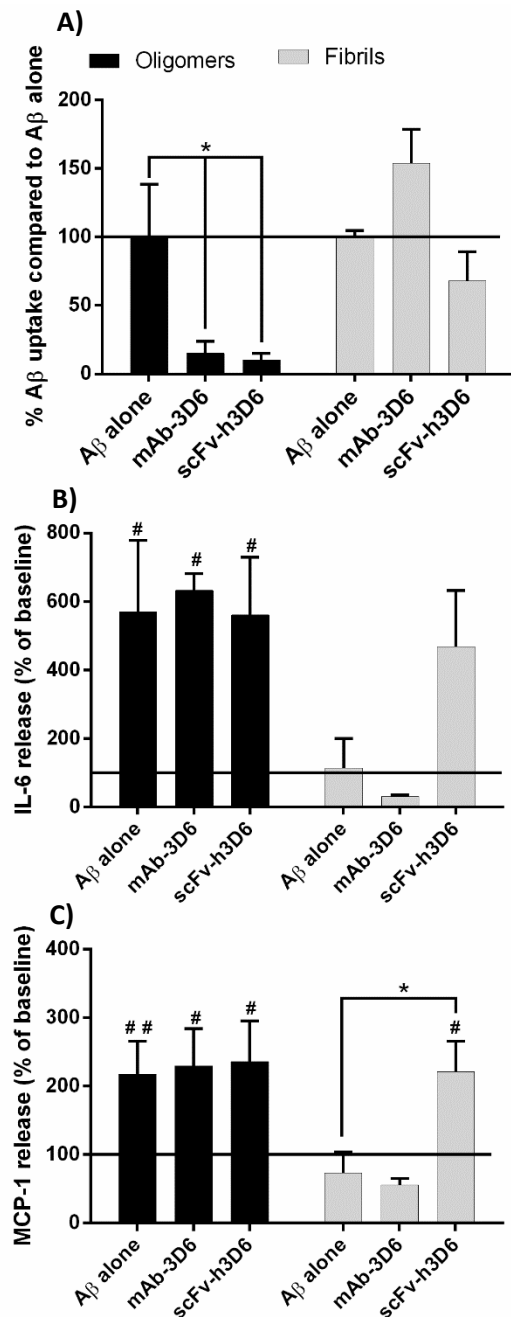 A)
Oligomers Fibrils
% Aβ uptake compared to Aβ alone
200
150
100
50
0
*
Aβ alone
mAb-3D6
scFv-h3D6
Aβ alone
mAb-3D6
scFv-h3D6
B)
IL-6 release (% of baseline)
800
600
400
200
0
#
#
#
Aβ alone
mAb-3D6
scFv-h3D6
Aβ alone
mAb-3D6
scFv-h3D6
C)
MCP-1 release (% of baseline)
400
300
200
100
0
# #
#
#
*
#
Aβ alone
mAb-3D6
scFv-h3D6
Aβ alone
mAb-3D6
scFv-h3D6